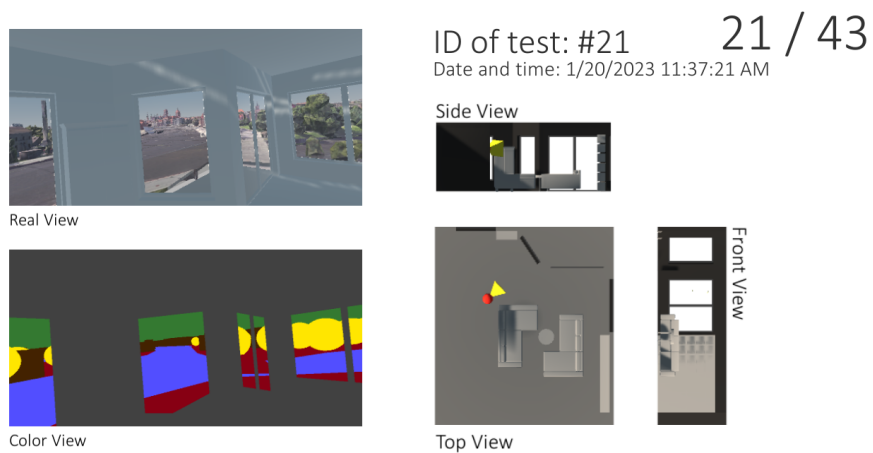 ID of test: #21
21 / 43
Date and time: 1/20/2023 11:37:21 AM
Side View
Real View
Front View
Color View
Top View